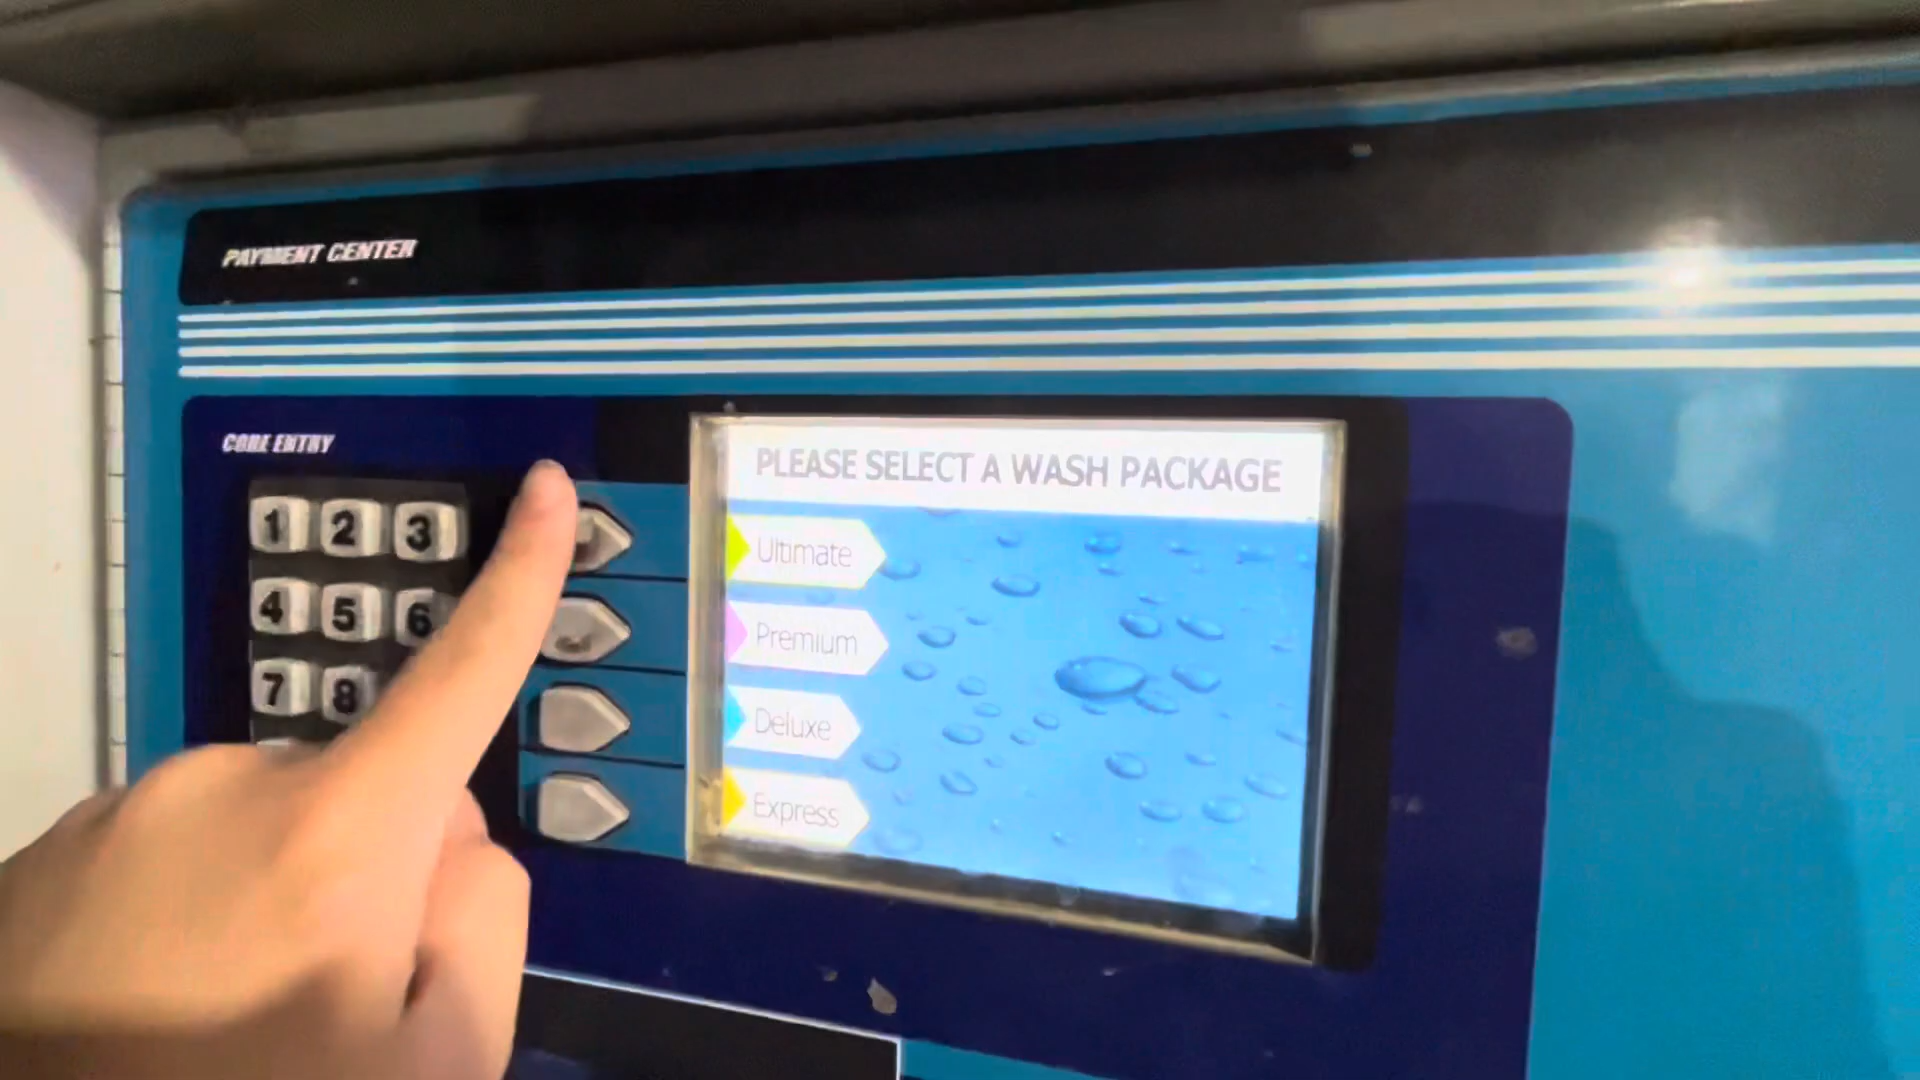 PAYMENT CENTER
CODE ENTRY
PLEASE SELECT A WASH PACKAGE
1 2 3
Ultimate
4 5 6
Premium
7 8
Deluxe
Express